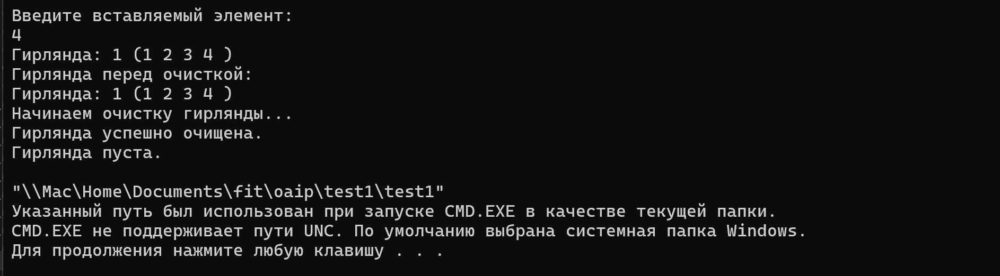 Введите вставляемый элемент:
4
Гирлянда: 1 (1 2 3 4 )
Гирлянда перед очисткой:
Гирлянда: 1 (1 2 3 4 )
Начинаем очистку гирлянды...
Гирлянда успешно очищена.
Гирлянда пуста.
"\\Mac\Home\Documents\fit\oaip\test1\test1"
Указанный путь был использован при запуске CMD.EXE в качестве текущей папки.
CMD.EXE не поддерживает пути UNC. По умолчанию выбрана системная папка Windows.
Для продолжения нажмите любую клавишу . . .